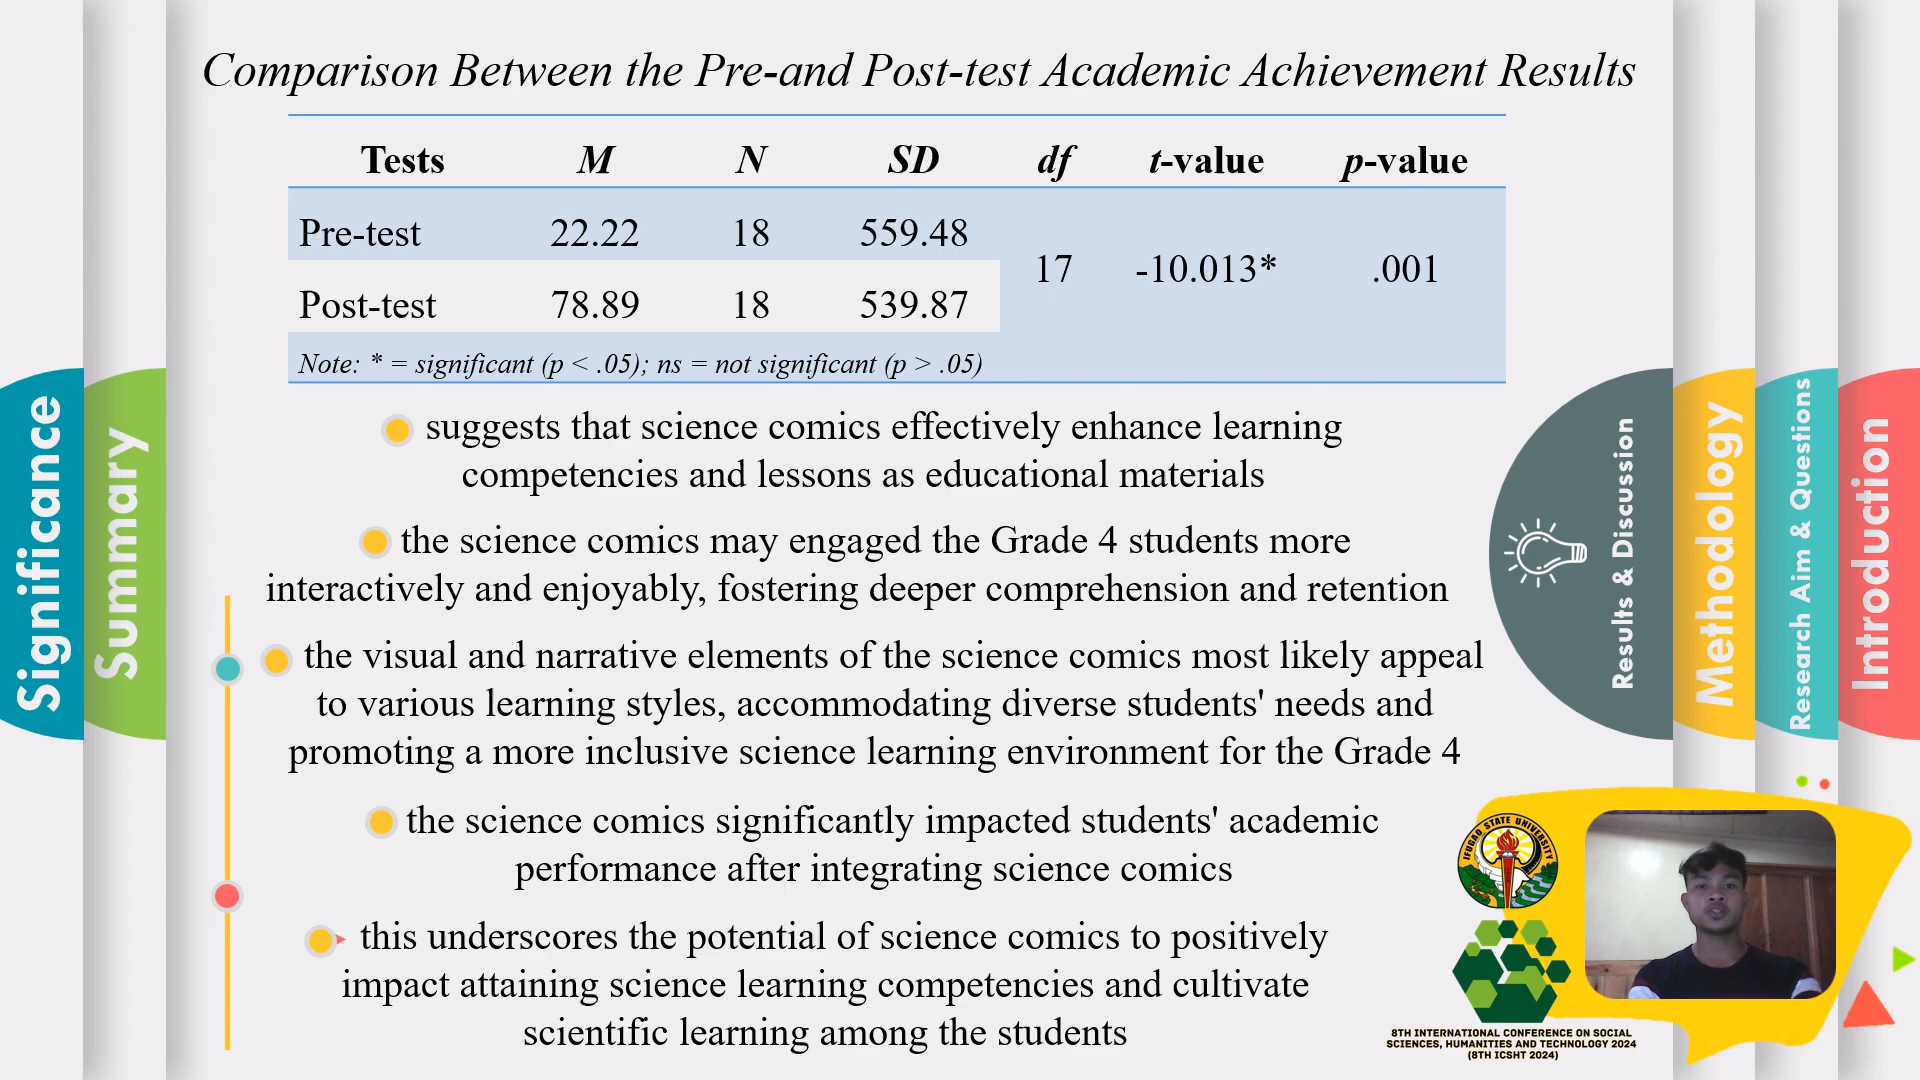 Comparison Between the Pre-and Post-test Academic Achievement Results
Tests M N SD df t-value p-value
Pre-test 22.22 18 559.48
17 -10.013* .001
Post-test 78.89 18 539.87
Note: * = significant (p < .05); ns = not significant (p > .05)
suggests that science comics effectively enhance learning
competencies and lessons as educational materials
the science comics may engaged the Grade 4 students more
interactively and enjoyably, fostering deeper comprehension and retention
the visual and narrative elements of the science comics most likely appeal
to various learning styles, accommodating diverse students' needs and
promoting a more inclusive science learning environment for the Grade 4
the science comics significantly impacted students' academic
performance after integrating science comics
this underscores the potential of science comics to positively
impact attaining science learning competencies and cultivate
scientific learning among the students
Significance
Summary
Results & Discussion
Methodology
Research Aim & Questions
Introduction
IFUGAO STATE UNIVERSITY
8TH INTERNATIONAL CONFERENCE ON SOCIAL
SCIENCES, HUMANITIES AND TECHNOLOGY 2024
(8TH ICSHT 2024)